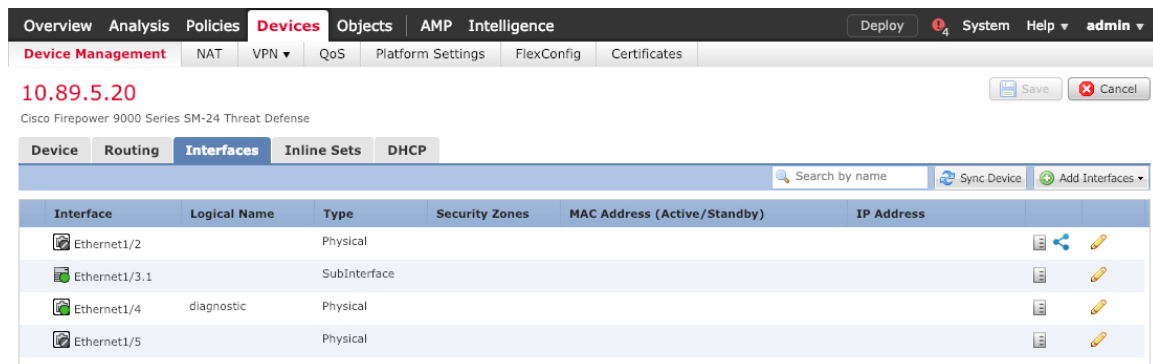 Overview Analysis Policies Devices Objects AMP Intelligence Deploy 4 System Help admin
Device Management NAT VPN QoS Platform Settings FlexConfig Certificates
10.89.5.20
Save Cancel
Cisco Firepower 9000 Series SM-24 Threat Defense
Device Routing Interfaces Inline Sets DHCP
Search by name Sync Device Add Interfaces
Interface Logical Name Type Security Zones MAC Address (Active/Standby) IP Address
Ethernet1/2 Physical
Ethernet1/3.1 SubInterface
Ethernet1/4 diagnostic Physical
Ethernet1/5 Physical